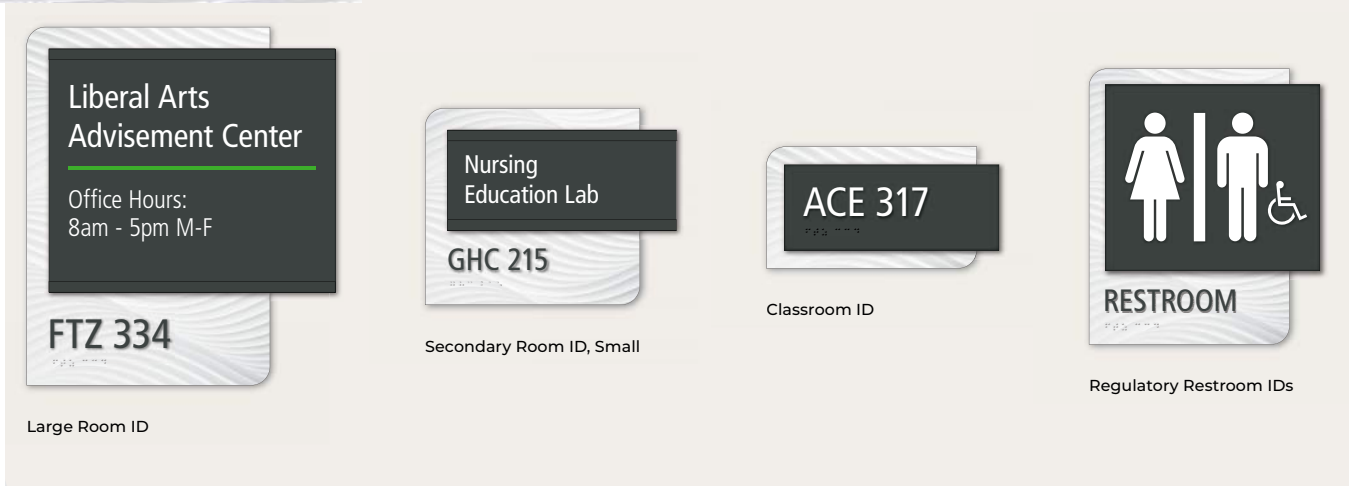 Liberal Arts
Advisement Center
Office Hours:
8am - 5pm M-F
FTZ 334
Large Room ID
Nursing
Education Lab
GHC 215
Secondary Room ID, Small
ACE 317
Classroom ID
RESTROOM
Regulatory Restroom IDs